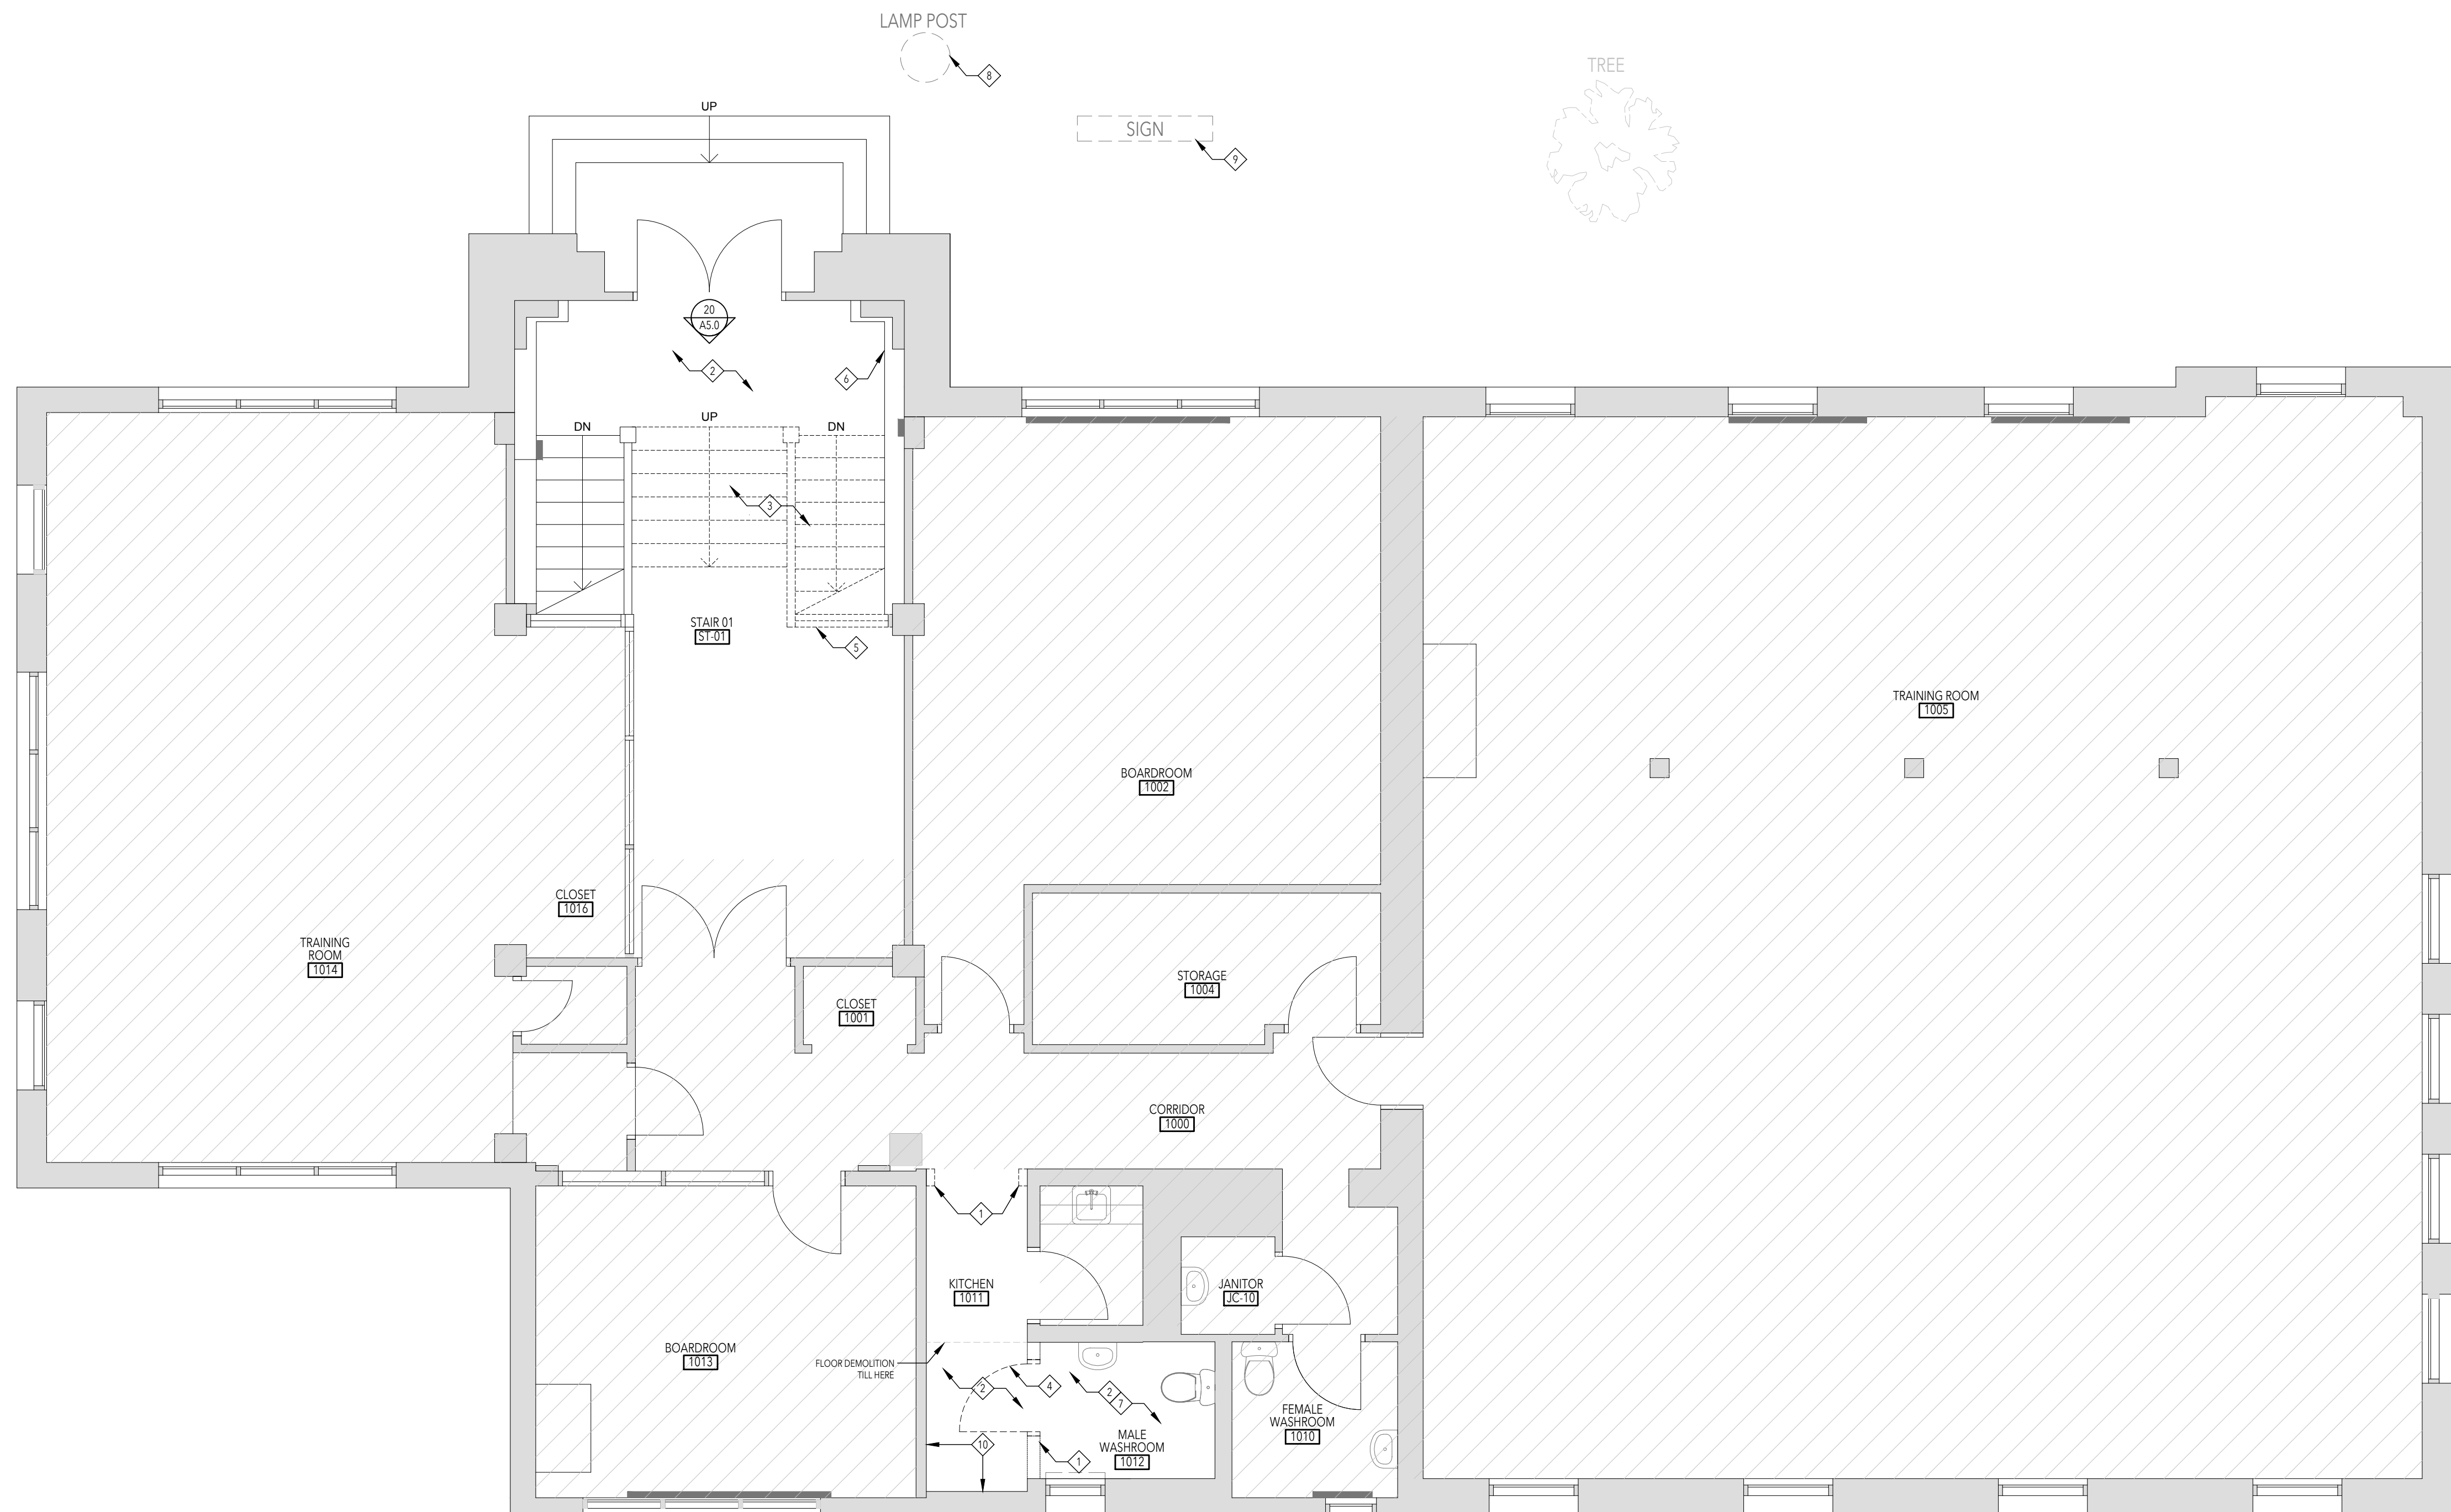 LAMP POST
8
TREE
UP
SIGN
9
20
A5.0
2
6
DN
UP
DN
3
STAIR 01
ST-01
5
TRAINING ROOM
1005
BOARDROOM
1002
CLOSET
1016
TRAINING
ROOM
1014
STORAGE
1004
CLOSET
1001
CORRIDOR
1000
1
KITCHEN
1011
JANITOR
JC-10
BOARDROOM
1013
FLOOR DEMOLITION
TILL HERE
2
4
2
7
FEMALE
WASHROOM
1010
MALE
WASHROOM
1012
10
1